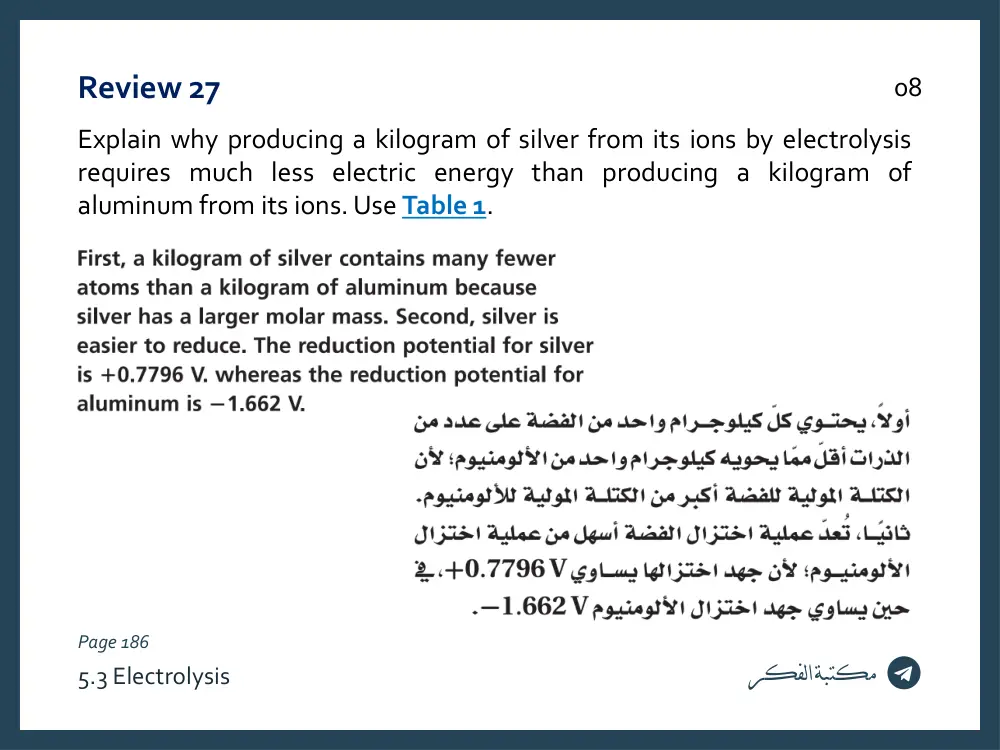 Review 27
08
Explain why producing a kilogram of silver from its ions by electrolysis
requires much less electric energy than producing a kilogram of
aluminum from its ions. Use Table 1.
First, a kilogram of silver contains many fewer
atoms than a kilogram of aluminum because
silver has a larger molar mass. Second, silver is
easier to reduce. The reduction potential for silver
is +0.7796 V. whereas the reduction potential for
aluminum is −1.662 V.
أولاً، يحتوي كلّ كيلوجرام واحد من الفضة على عدد من
الذرات أقلّ ممّا يحويه كيلوجرام واحد من الألومنيوم؛ لأن
الكتلة المولية للفضة أكبر من الكتلة المولية للألومنيوم.
ثانيًا، تُعدّ عملية اختزال الفضة أسهل من عملية اختزال
الألومنيوم؛ لأن جهد اختزالها يساوي +0.7796 V، في
حين يساوي جهد اختزال الألومنيوم −1.662 V.
Page 186
5.3 Electrolysis
مكتبة الفكر